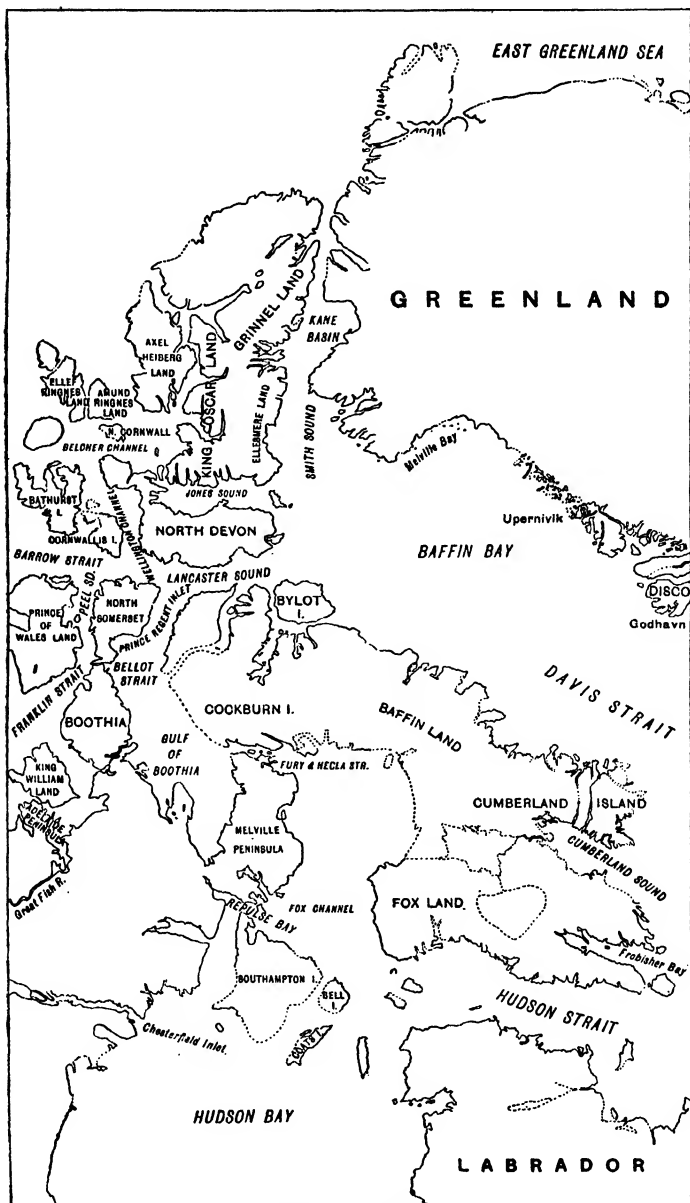 EAST GREENLAND SEA
GREENLAND
GRINNEL LAND
KANE
BASIN
AXEL
HEIBERG
LAND
KING OSCAR LAND
ELLESMERE LAND
SMITH SOUND
ELLEF
RINGNES
LAND
AMUND
RINGNES
LAND
N. CORNWALL
BELCHER CHANNEL
Melville Bay
JONES SOUND
BATHURST
I.
CORNWALLIS I.
WELLINGTON CHANNEL
NORTH DEVON
Upernivik
BAFFIN BAY
BARROW STRAIT
LANCASTER SOUND
PEEL SD.
PRINCE
OF
WALES LAND
NORTH
SOMERSET
PRINCE REGENT INLET
BYLOT
I.
DISCO
Godhavn
BELLOT
STRAIT
FRANKLIN STRAIT
DAVIS STRAIT
BOOTHIA
COCKBURN I.
BAFFIN LAND
GULF
OF
BOOTHIA
FURY & HECLA STR.
KING
WILLIAM
LAND
ADELAIDE
PENINSULA
CUMBERLAND ISLAND
MELVILLE
PENINSULA
CUMBERLAND SOUND
Great Fish R.
REPULSE BAY
FOX CHANNEL
FOX LAND
Frobisher Bay
SOUTHAMPTON I.
BELL
I.
HUDSON STRAIT
Chesterfield Inlet.
COATS I.
HUDSON BAY
LABRADOR